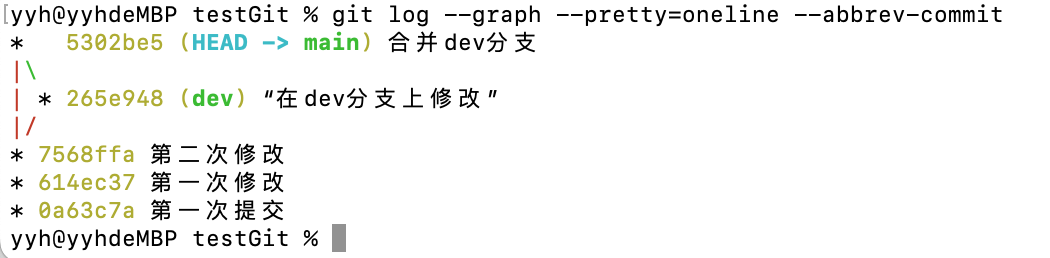 [yyh@yyhdeMBP testGit % git log --graph --pretty=oneline --abbrev-commit
*   5302be5 (HEAD -> main) 合并dev分支
|\
| * 265e948 (dev) “在dev分支上修改”
|/
* 7568ffa 第二次修改
* 614ec37 第一次修改
* 0a63c7a 第一次提交
yyh@yyhdeMBP testGit %